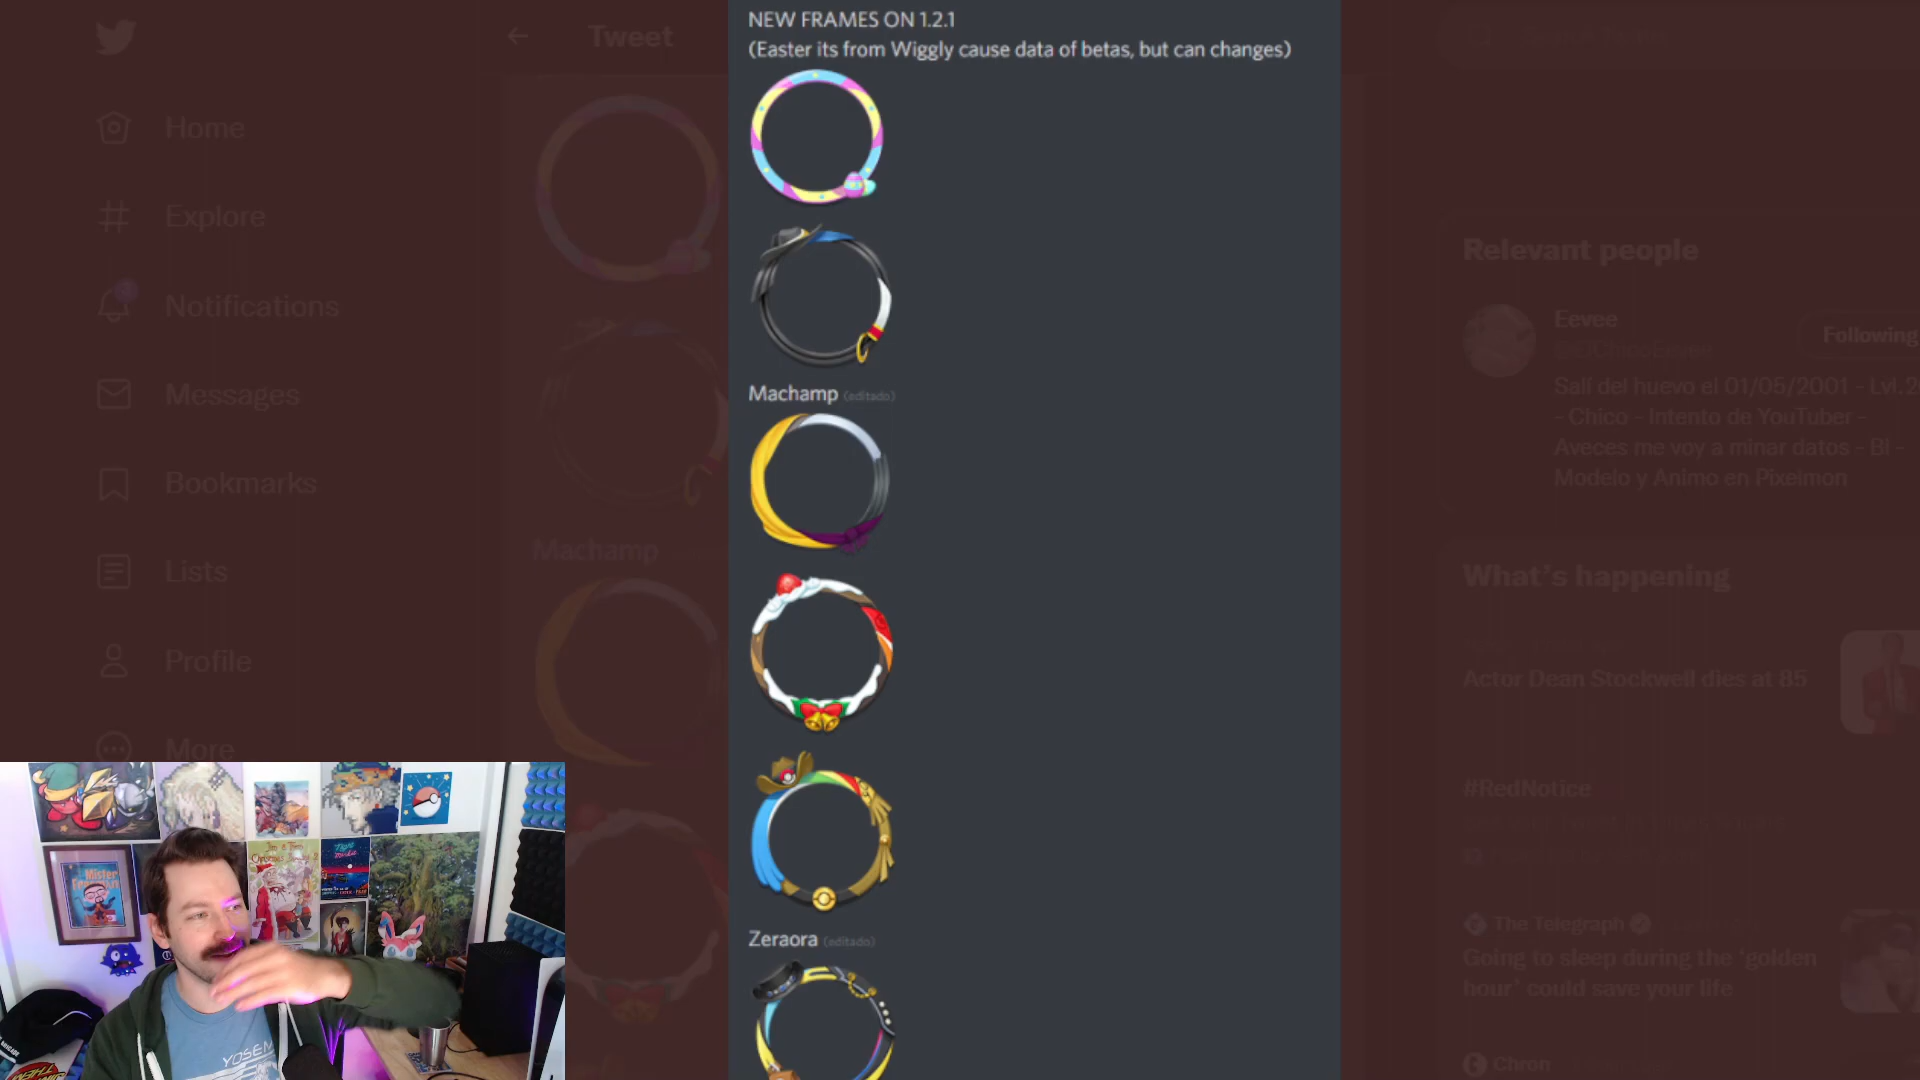 Tweet
Home
Explore
Notifications
Messages
Bookmarks
Lists
Profile
More
Machamp
NEW FRAMES ON 1.2.1
(Easter its from Wiggly cause data of betas, but can changes)
Machamp (editado)
Zeraora (editado)
Relevant people
Eevee
Following
Salí del huevo el 01/05/2001 - Lvl.2
- Chico - Intento de YouTuber -
Aveces me voy a minar datos - Bi -
Modelo y Animo en Pixelmon
What's happening
Actor Dean Stockwell dies at 85
#RedNotice
The Telegraph
Going to sleep during the 'golden
hour' could save your life
Chron
Mister
YOSEM